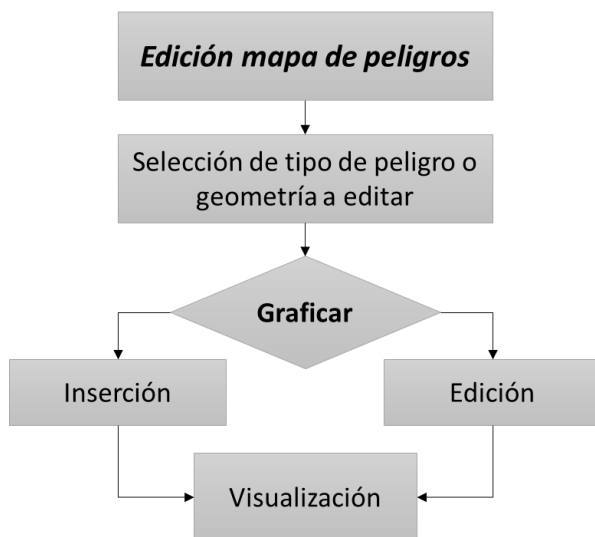 Edición mapa de peligros
Selección de tipo de peligro o
geometría a editar
Graficar
Inserción
Edición
Visualización